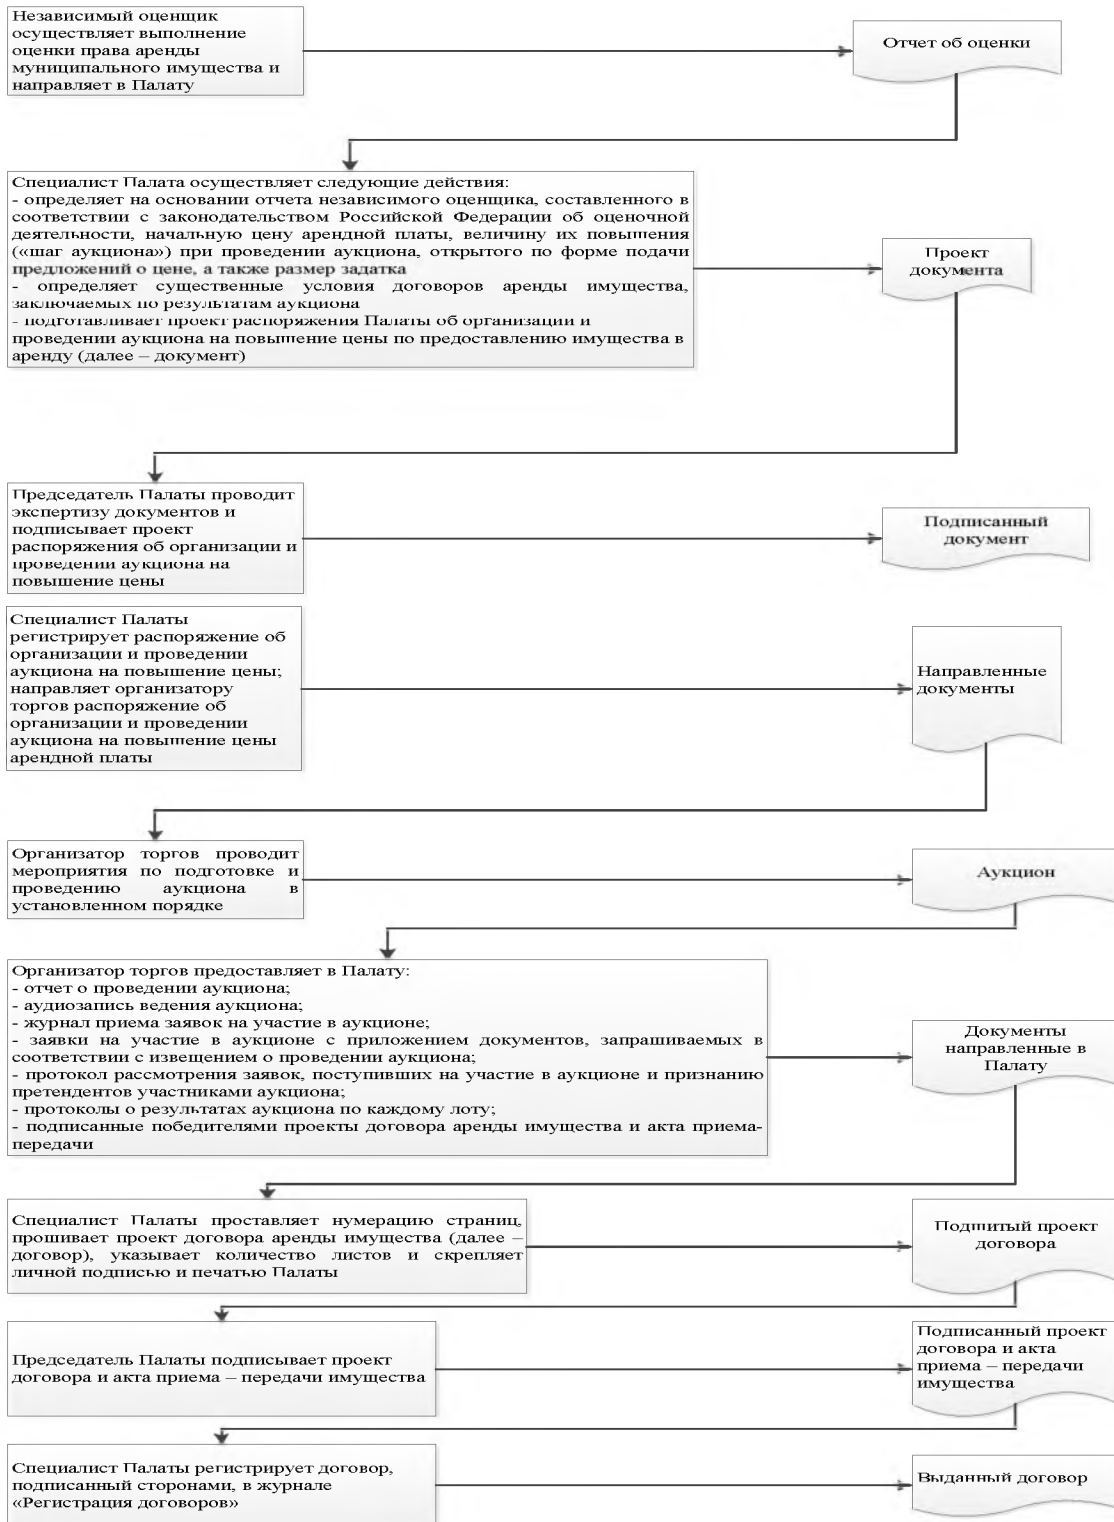 Независимый оценщик
осуществляет выполнение
оценки права аренды
муниципального имущества и
направляет в Палату
Отчет об оценки
Специалист Палата осуществляет следующие действия:
- определяет на основании отчета независимого оценщика, составленного в
соответствии с законодательством Российской Федерации об оценочной
деятельности, начальную цену арендной платы, величину их повышения
(«шаг аукциона») при проведении аукциона, открытого по форме подачи
предложений о цене, а также размер задатка
- определяет существенные условия договоров аренды имущества,
заключаемых по результатам аукциона
- подготавливает проект распоряжения Палаты об организации и
проведении аукциона на повышение цены по предоставлению имущества в
аренду (далее – документ)
Проект
документа
Председатель Палаты проводит
экспертизу документов и
подписывает проект
распоряжения об организации и
проведении аукциона на
повышение цены
Подписанный
документ
Специалист Палаты
регистрирует распоряжение об
организации и проведении
аукциона на повышение цены;
направляет организатору
торгов распоряжение об
организации и проведении
аукциона на повышение цены
арендной платы
Направленные
документы
Организатор торгов проводит
мероприятия по подготовке и
проведению аукциона в
установленном порядке
Аукцион
Организатор торгов предоставляет в Палату:
- отчет о проведении аукциона;
- аудиозапись ведения аукциона;
- журнал приема заявок на участие в аукционе;
- заявки на участие в аукционе с приложением документов, запрашиваемых в
соответствии с извещением о проведении аукциона;
- протокол рассмотрения заявок, поступивших на участие в аукционе и признанию
претендентов участниками аукциона;
- протоколы о результатах аукциона по каждому лоту;
- подписанные победителями проекты договора аренды имущества и акта приема-
передачи
Документы
направленные в
Палату
Специалист Палаты проставляет нумерацию страниц,
прошивает проект договора аренды имущества (далее –
договор), указывает количество листов и скрепляет
личной подписью и печатью Палаты
Подшитый проект
договора
Председатель Палаты подписывает проект
договора и акта приема – передачи имущества
Подписанный проект
договора и акта
приема – передачи
имущества
Специалист Палаты регистрирует договор,
подписанный сторонами, в журнале
«Регистрация договоров»
Выданный договор